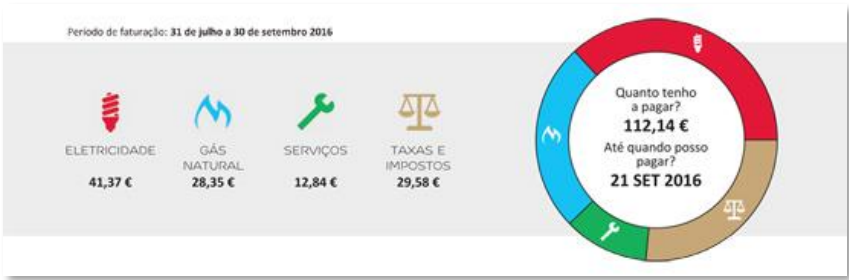 Período de faturação: 31 de julho a 30 de setembro 2016
ELETRICIDADE
41,37 €
GÁS
NATURAL
28,35 €
SERVIÇOS
12,84 €
TAXAS E
IMPOSTOS
29,58 €
Quanto tenho
a pagar?
112,14 €
Até quando posso
pagar?
21 SET 2016